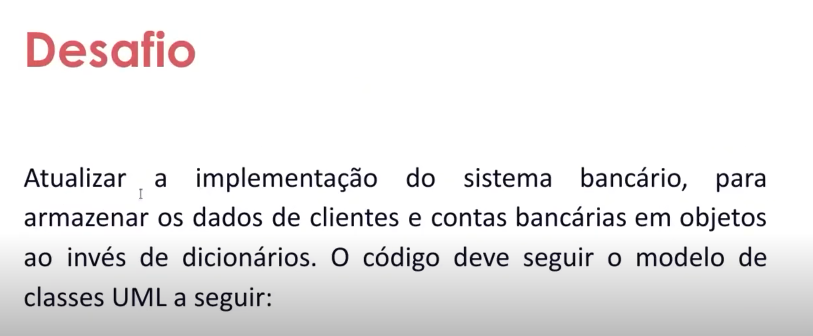 Desafio
Atualizar a implementação do sistema bancário, para
armazenar os dados de clientes e contas bancárias em objetos
ao invés de dicionários. O código deve seguir o modelo de
classes UML a seguir: